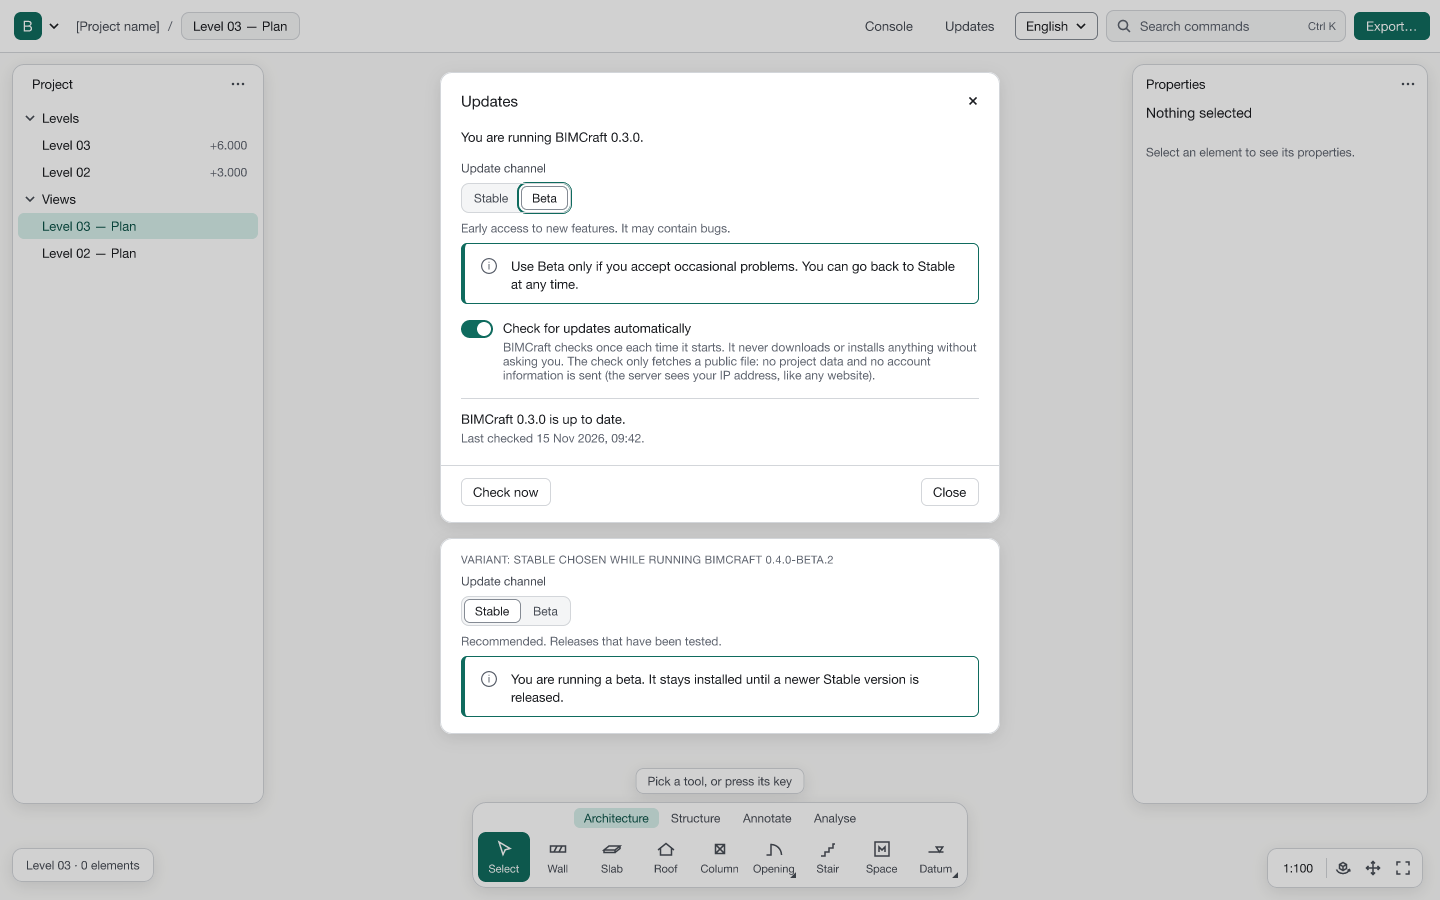 B
[Project name] / Level 03 — Plan
Console
Updates
English
Search commands Ctrl K
Export…
Project
Levels
Level 03 +6.000
Level 02 +3.000
Views
Level 03 — Plan
Level 02 — Plan
Updates
You are running BIMCraft 0.3.0.
Update channel
Stable Beta
Early access to new features. It may contain bugs.
Use Beta only if you accept occasional problems. You can go back to Stable
at any time.
Check for updates automatically
BIMCraft checks once each time it starts. It never downloads or installs anything without
asking you. The check only fetches a public file: no project data and no account
information is sent (the server sees your IP address, like any website).
BIMCraft 0.3.0 is up to date.
Last checked 15 Nov 2026, 09:42.
Check now Close
VARIANT: STABLE CHOSEN WHILE RUNNING BIMCRAFT 0.4.0-BETA.2
Update channel
Stable Beta
Recommended. Releases that have been tested.
You are running a beta. It stays installed until a newer Stable version is
released.
Properties
Nothing selected
Select an element to see its properties.
Pick a tool, or press its key
Architecture Structure Annotate Analyse
Select Wall Slab Roof Column Opening Stair Space Datum
Level 03 · 0 elements
1:100